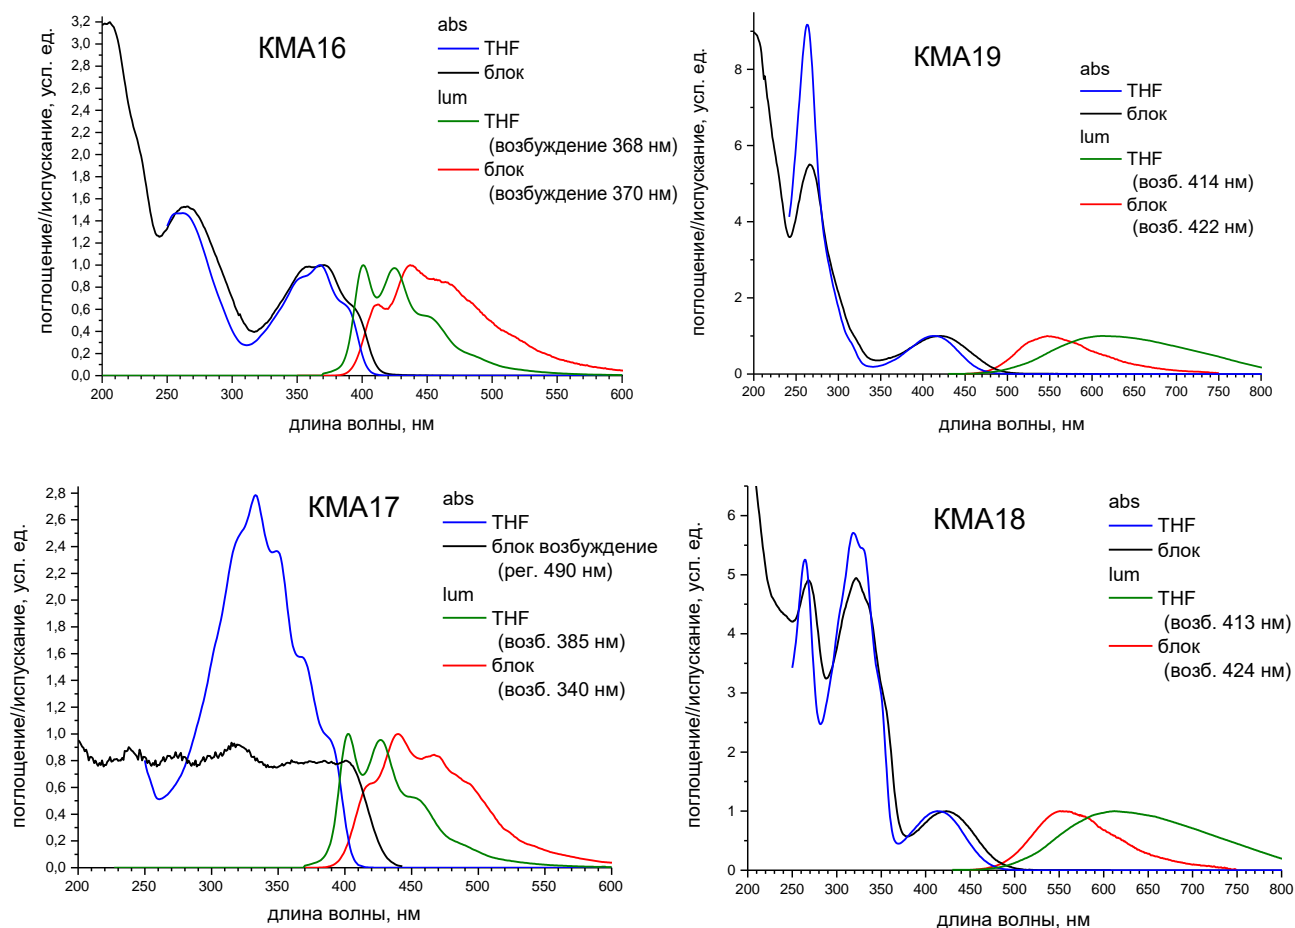 КМА16
abs
THF
блок
lum
THF
(возбуждение 368 нм)
блок
(возбуждение 370 нм)
поглощение//испускание, усл. ед.
3,2
3,0
2,8
2,6
2,4
2,2
2,0
1,8
1,6
1,4
1,2
1,0
0,8
0,6
0,4
0,2
0,0
200 250 300 350 400 450 500 550 600
длина волны, нм
КМА19
abs
THF
блок
lum
THF
(возб. 414 нм)
блок
(возб. 422 нм)
поглощение//испускание, усл. ед.
8
6
4
2
0
200 250 300 350 400 450 500 550 600 650 700 750 800
длина волны, нм
КМА17
abs
THF
блок возбуждение
(рег. 490 нм)
lum
THF
(возб. 385 нм)
блок
(возб. 340 нм)
поглощение//испускание, усл. ед.
2,8
2,6
2,4
2,2
2,0
1,8
1,6
1,4
1,2
1,0
0,8
0,6
0,4
0,2
0,0
200 250 300 350 400 450 500 550 600
длина волны, нм
КМА18
abs
THF
блок
lum
THF
(возб. 413 нм)
блок
(возб. 424 нм)
поглощение//испускание, усл. ед.
6
5
4
3
2
1
0
200 250 300 350 400 450 500 550 600 650 700 750 800
длина волны, нм